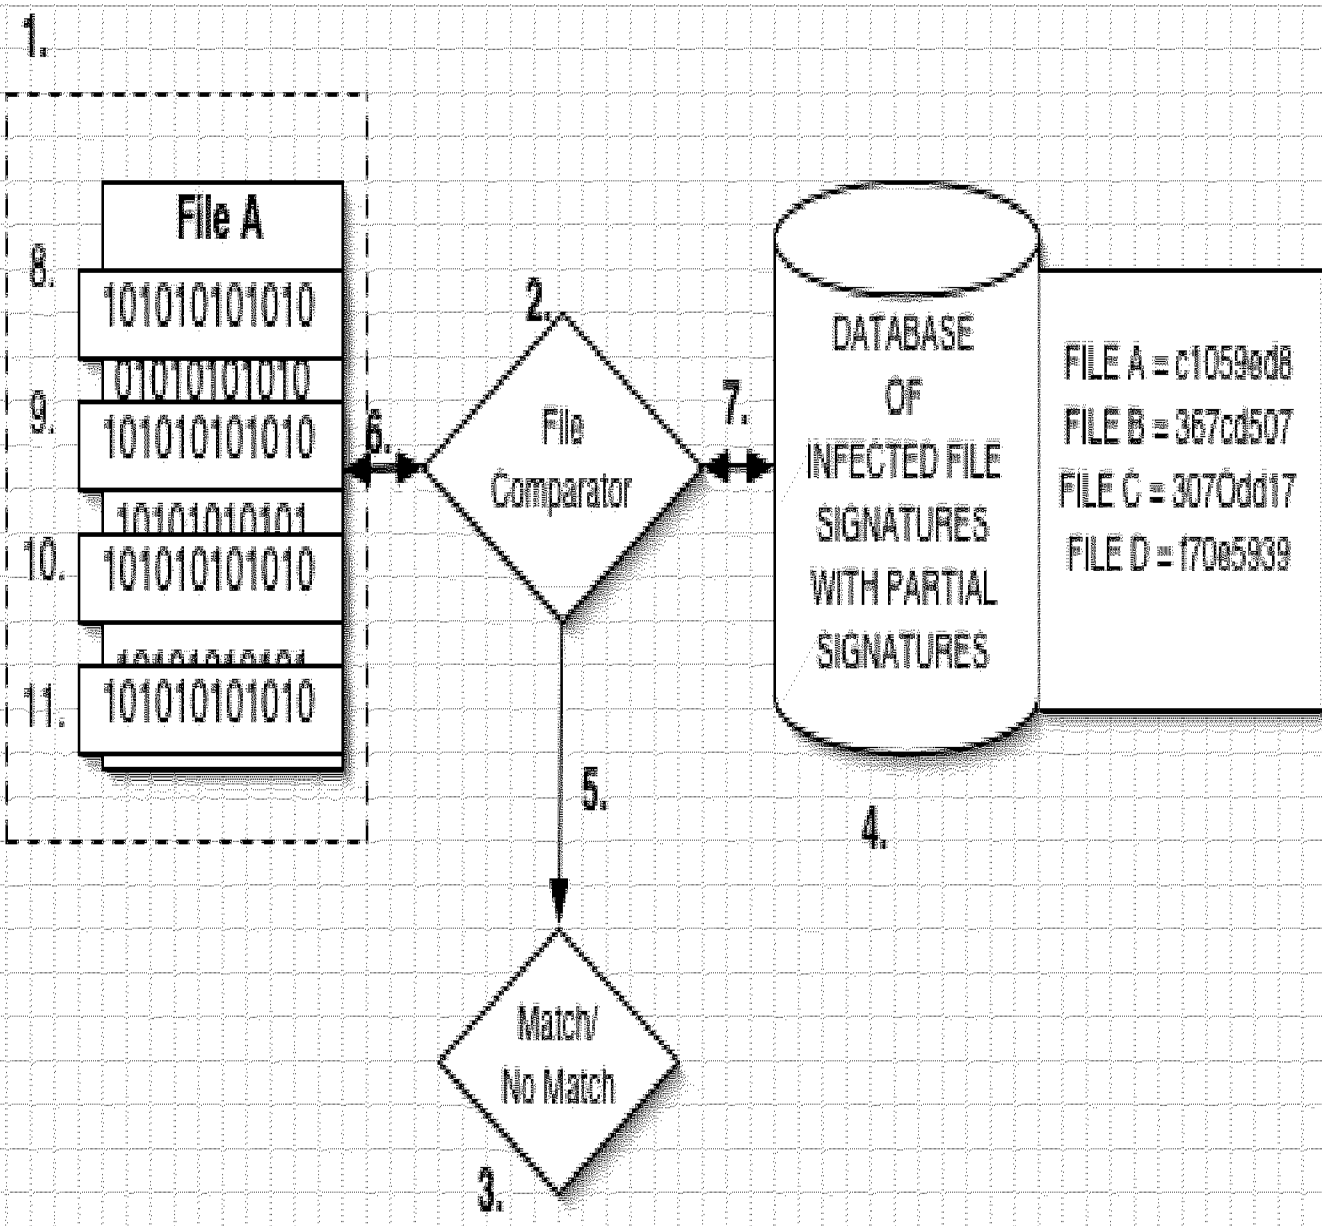 1.
File A
8.
101010101010
01010101010
9.
101010101010
10101010101
10.
101010101010
10101010101
11.
101010101010
6.
2.
File
Comparator
7.
DATABASE
OF
INFECTED FILE
SIGNATURES
WITH PARTIAL
SIGNATURES
FILE A = c1059ed8
FILE B = 367cd507
FILE C = 3070dd17
FILE D = f70e5939
4.
5.
Match/
No Match
3.